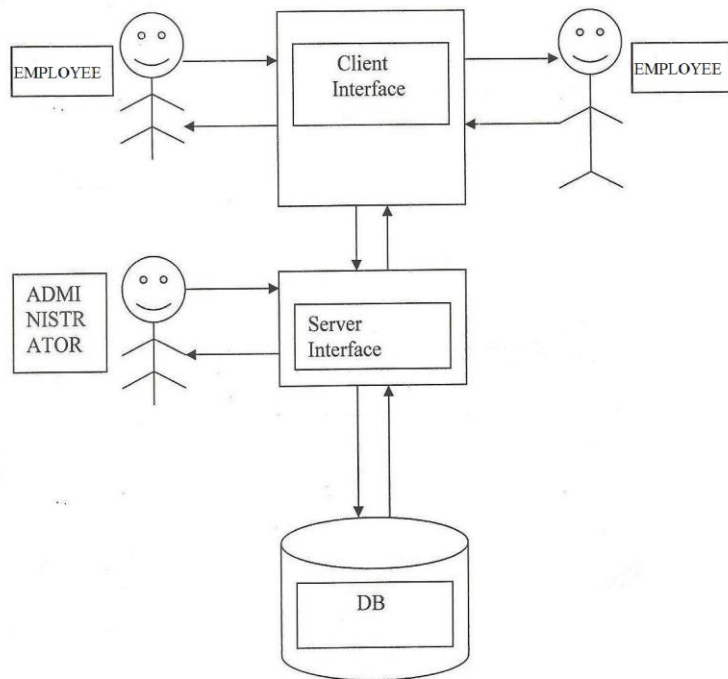 EMPLOYEE
Client
Interface
EMPLOYEE
ADMI
NISTR
ATOR
Server
Interface
DB